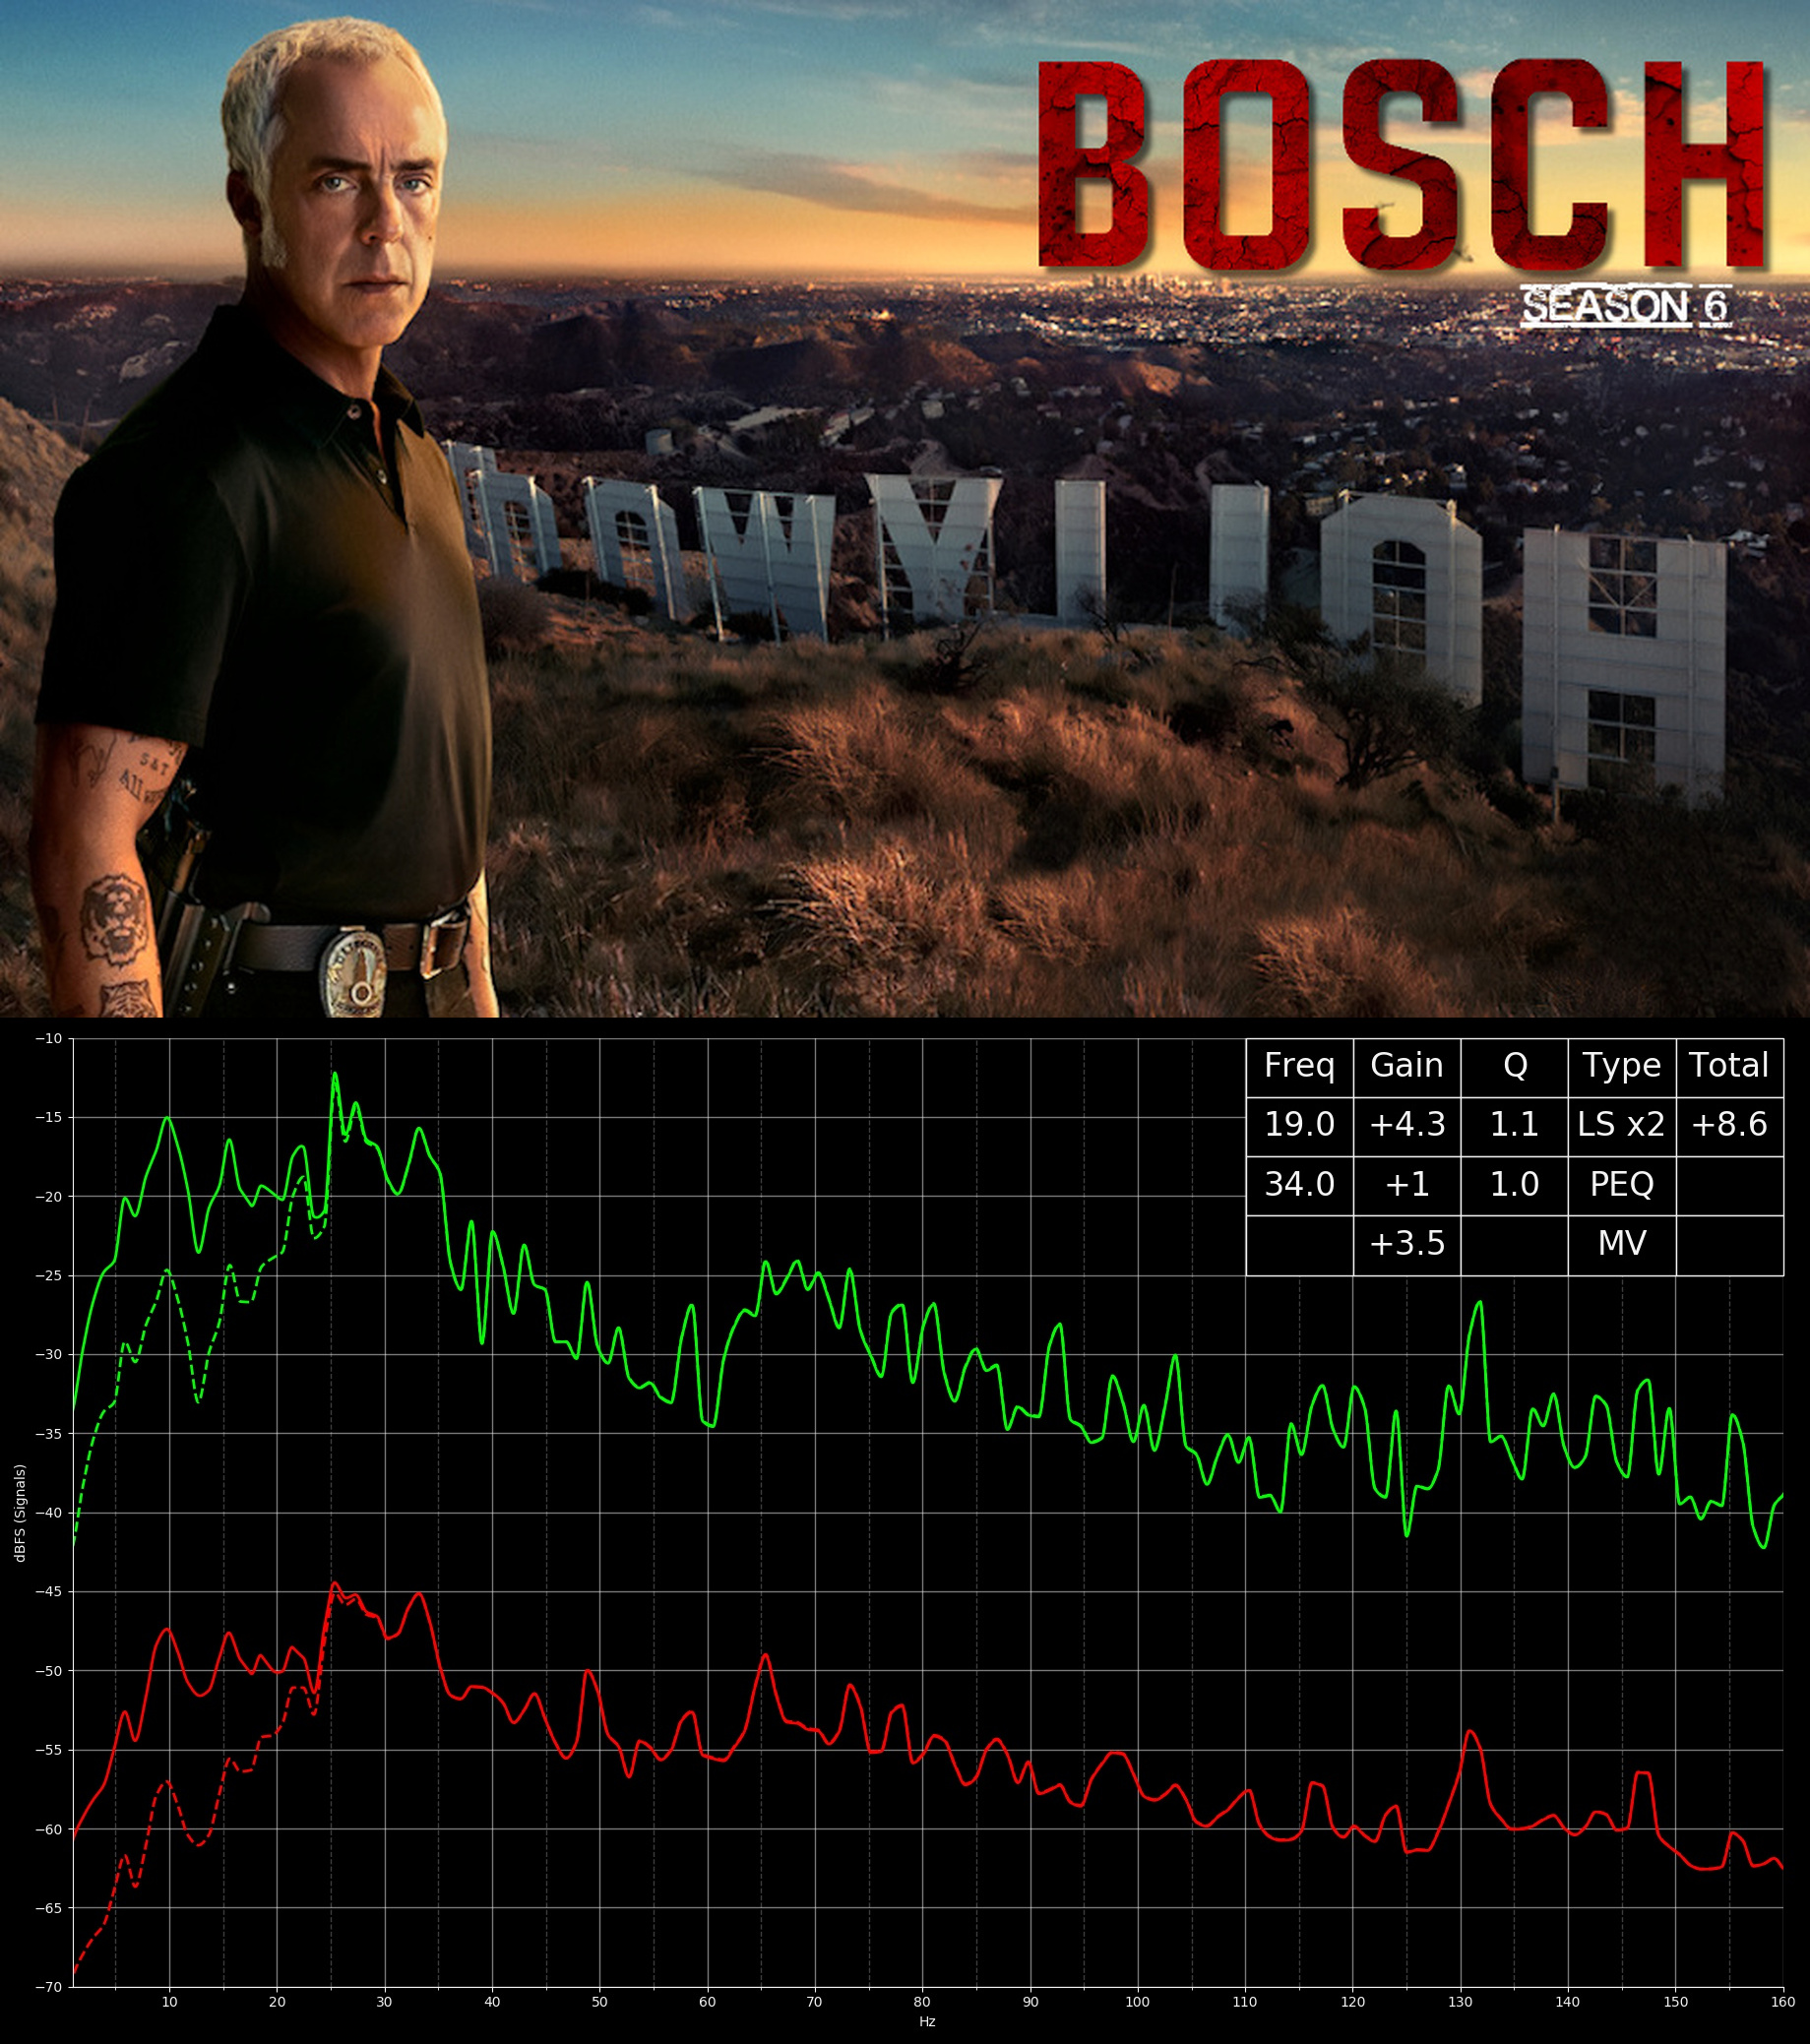 BOSCH
SEASON 6
S&T
All
Freq Gain Q Type Total
19.0 +4.3 1.1 LS x2 +8.6
34.0 +1 1.0 PEQ
+3.5 MV
dBFS (Signals)
−10
−15
−20
−25
−30
−35
−40
−45
−50
−55
−60
−65
−70
10 20 30 40 50 60 70 80 90 100 110 120 130 140 150 160
Hz